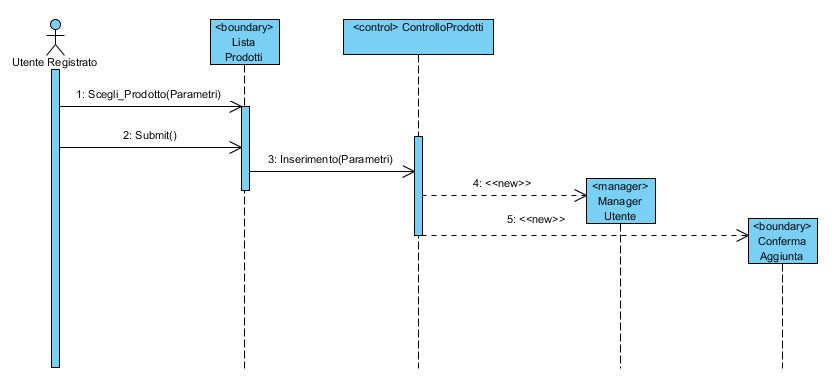 <boundary>
Lista
Prodotti
<control> ControlloProdotti
Utente Registrato
1: Scegli_Prodotto(Parametri)
2: Submit()
3: Inserimento(Parametri)
4: <<new>>
<manager>
Manager
Utente
5: <<new>>
<boundary>
Conferma
Aggiunta